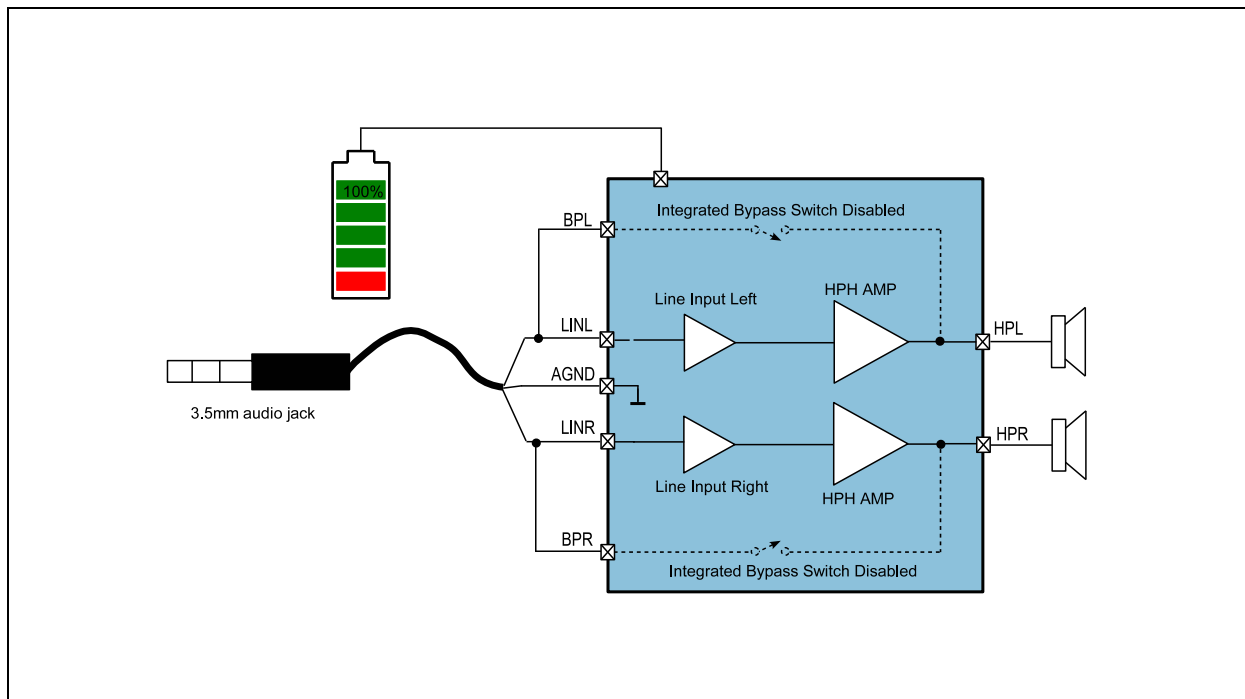 100%
Integrated Bypass Switch Disabled
BPL
Line Input Left
HPH AMP
LINL
HPL
AGND
3.5mm audio jack
LINR
HPR
Line Input Right
HPH AMP
BPR
Integrated Bypass Switch Disabled